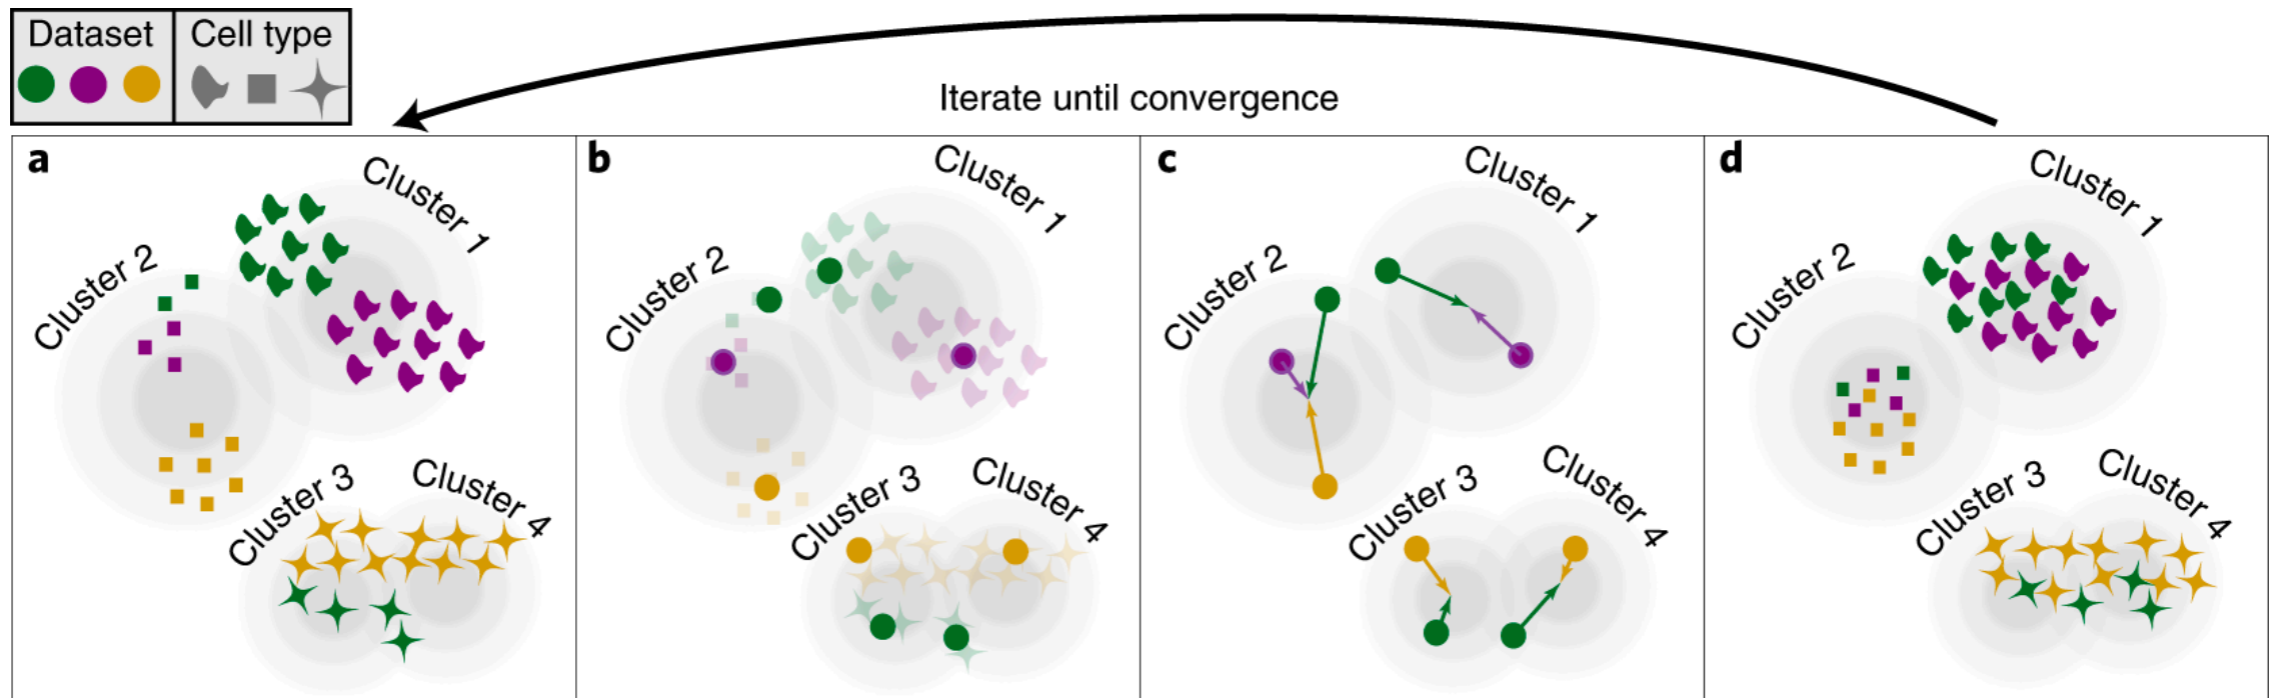 Dataset
Cell type
Iterate until convergence
a
Cluster 1
Cluster 2
Cluster 3
Cluster 4
b
Cluster 1
Cluster 2
Cluster 3
Cluster 4
c
Cluster 1
Cluster 2
Cluster 3
Cluster 4
d
Cluster 1
Cluster 2
Cluster 3
Cluster 4